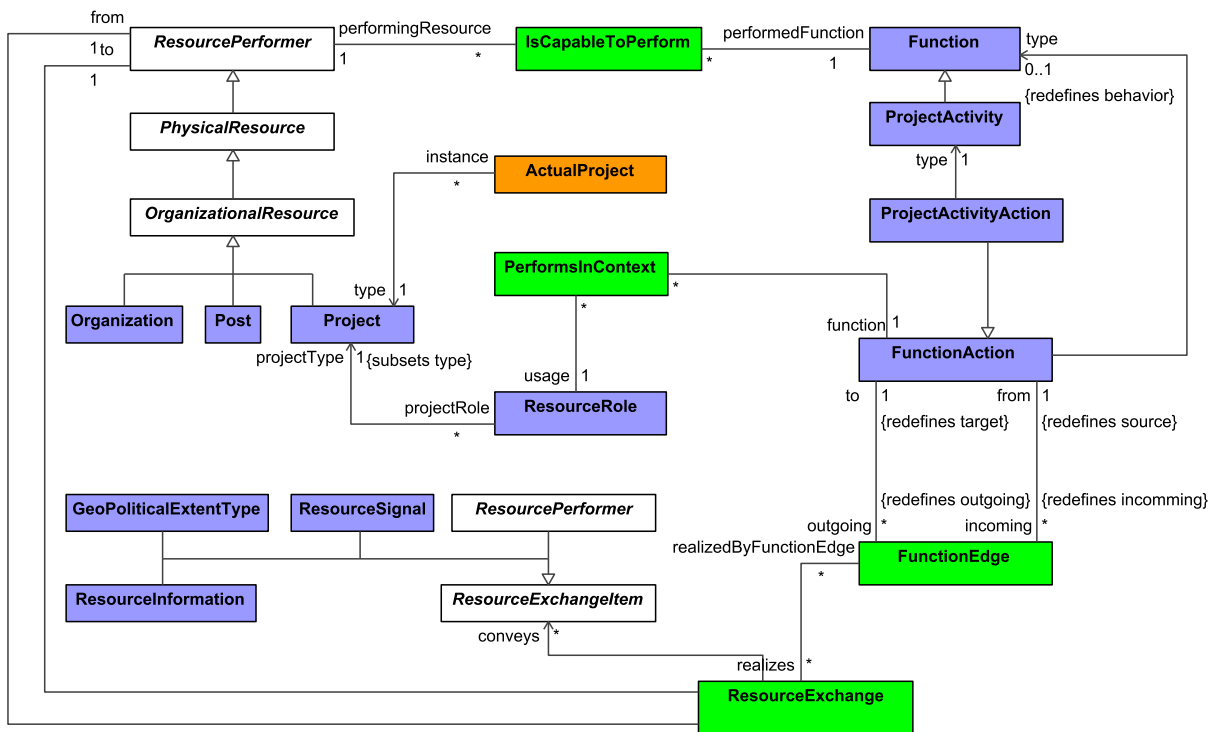 from
1
to
1
ResourcePerformer
performingResource
1
*
IsCapableToPerform
performedFunction
*
1
Function
type
0..1
{redefines behavior}
PhysicalResource
ProjectActivity
type
1
instance
*
ActualProject
OrganizationalResource
ProjectActivityAction
PerformsInContext
*
*
type
1
Organization
Post
Project
function
1
projectType
1
{subsets type}
FunctionAction
usage
1
projectRole
*
ResourceRole
to
1
from
1
{redefines target}
{redefines source}
GeoPoliticalExtentType
ResourceSignal
ResourcePerformer
{redefines outgoing}
{redefines incomming}
outgoing
*
incoming
*
realizedByFunctionEdge
*
FunctionEdge
ResourceInformation
ResourceExchangeItem
conveys
*
realizes
*
ResourceExchange